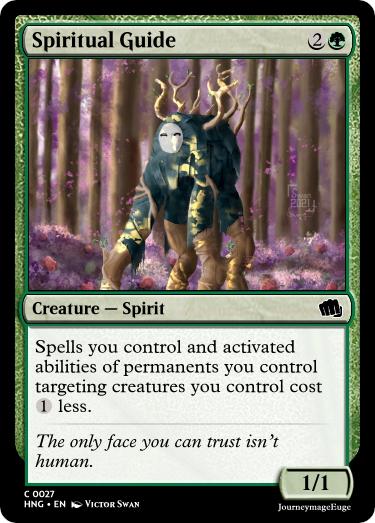 Spiritual Guide 2
Swan
2021
Creature — Spirit
Spells you control and activated
abilities of permanents you control
targeting creatures you control cost
1 less.
The only face you can trust isn't
human.
1/1
C 0027
HNG • EN VICTOR SWAN
JourneymageEuge